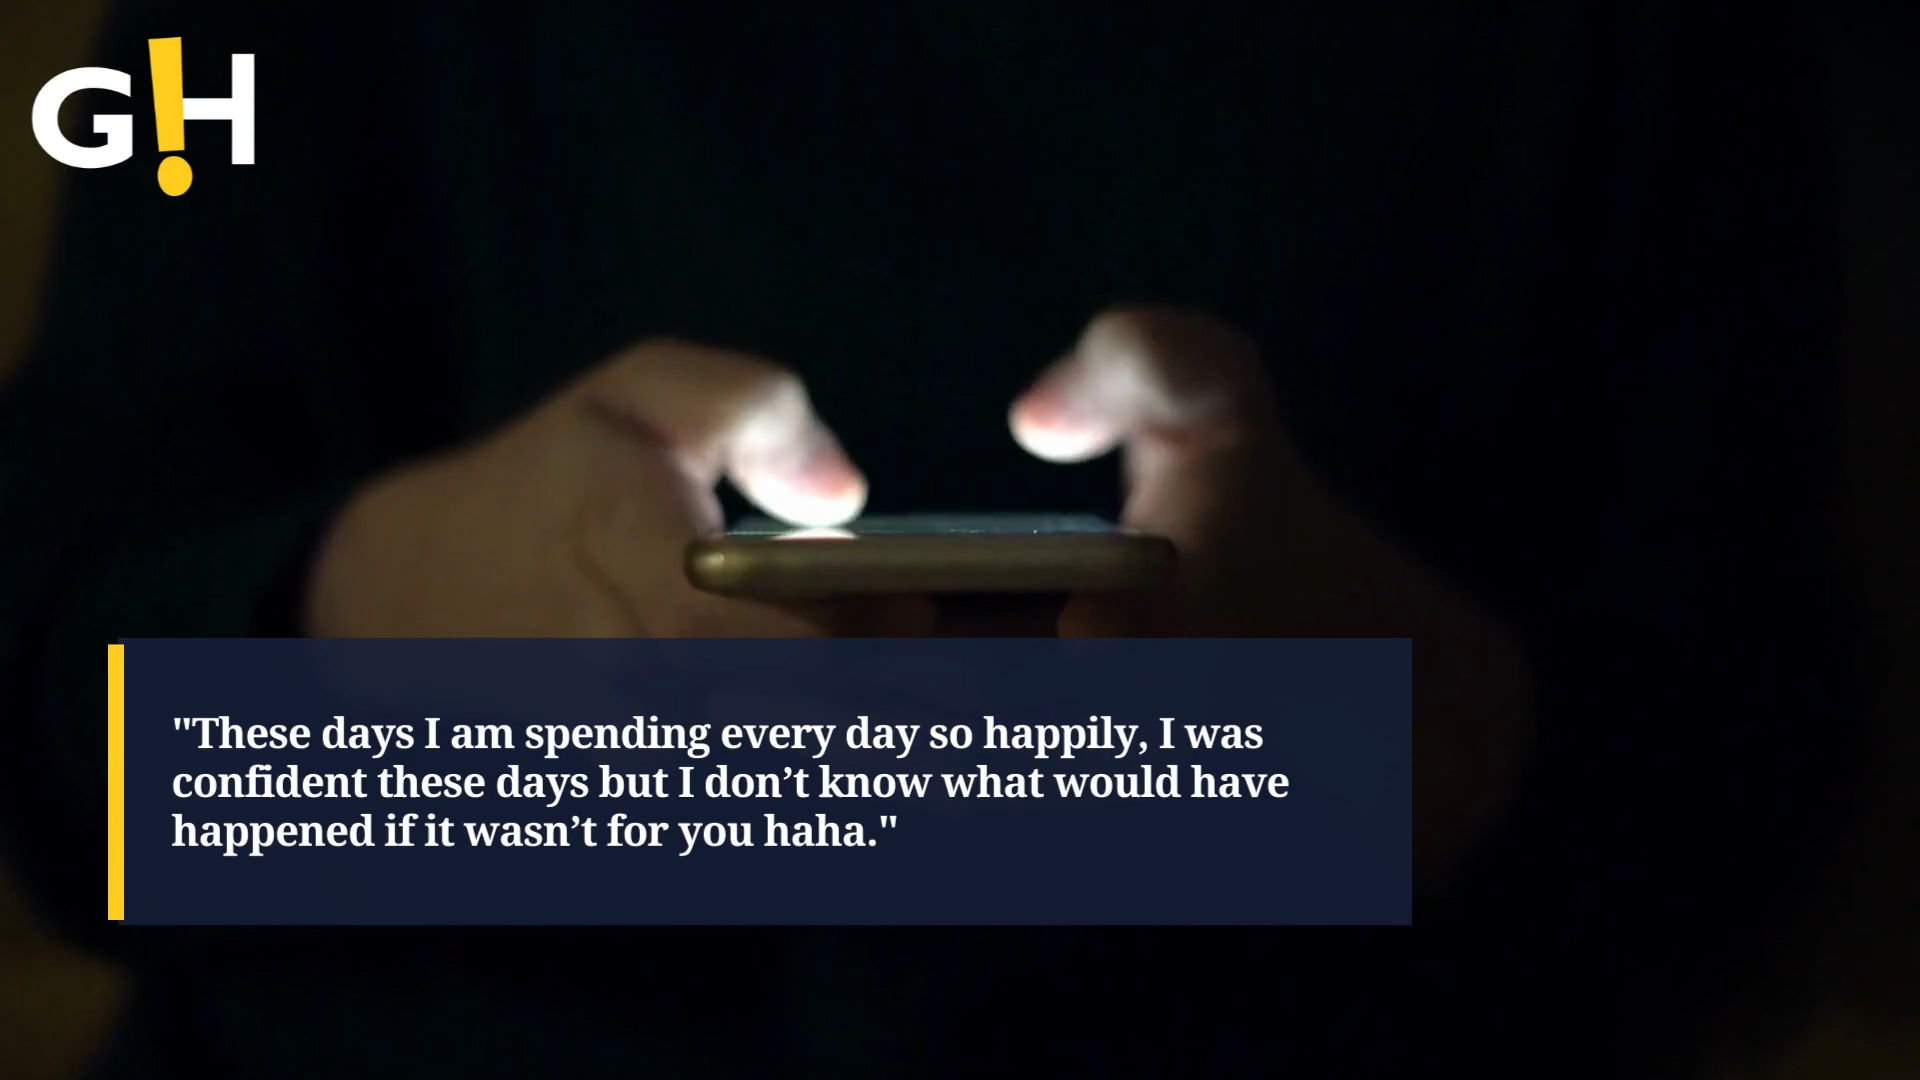 G!H
"These days I am spending every day so happily, I was
confident these days but I don’t know what would have
happened if it wasn’t for you haha."